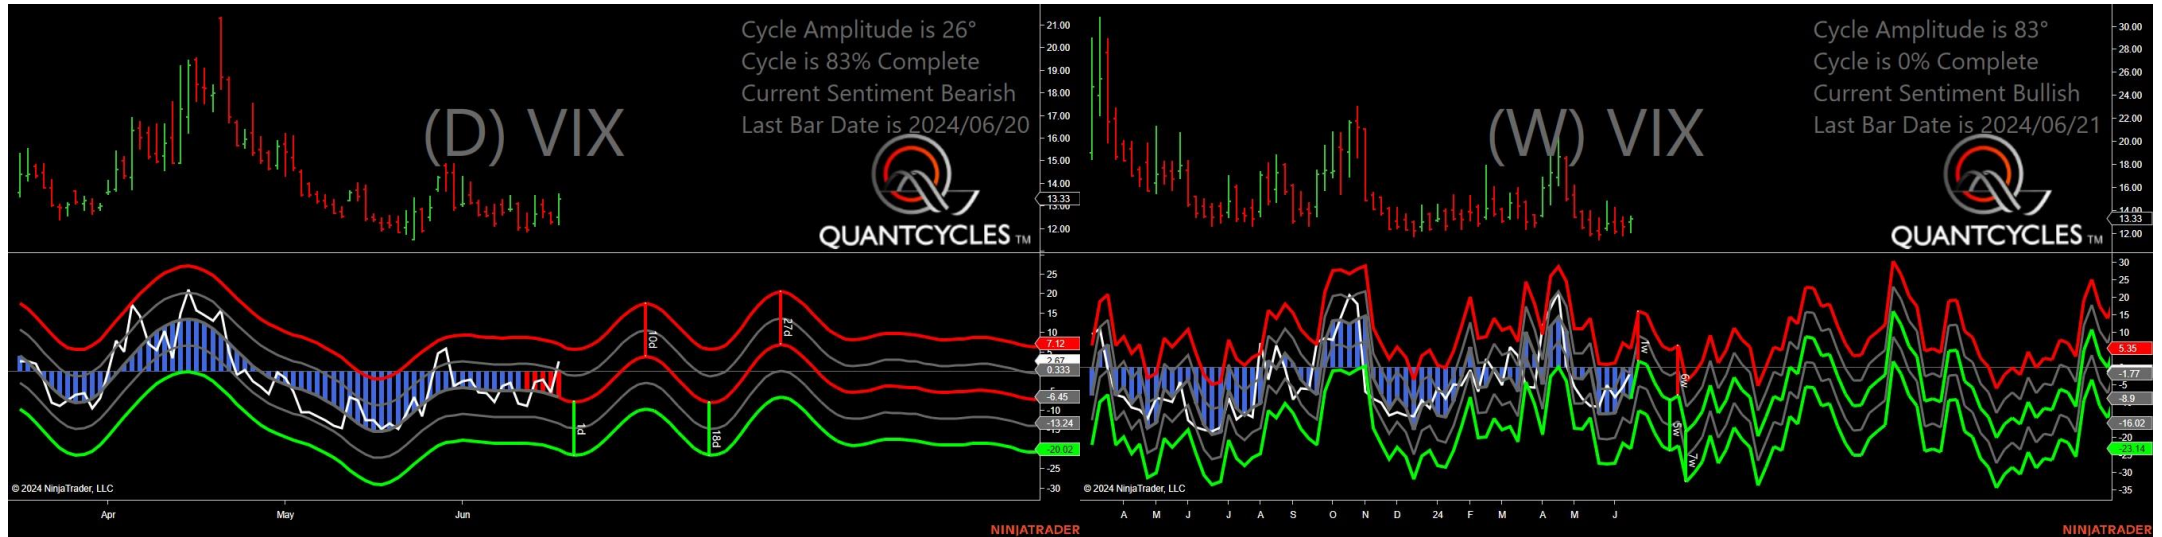 Cycle Amplitude is 26°
Cycle is 83% Complete
Current Sentiment Bearish
Last Bar Date is 2024/06/20
(D) VIX
QUANTCYCLES TM
21.00
20.00
19.00
18.00
17.00
16.00
15.00
14.00
13.33
12.00
25
20
15
10
7.12
2.67
0.333
-6.45
-10
-13.24
-20.02
-25
-30
10d
27d
1d
18d
© 2024 NinjaTrader, LLC
Apr
May
Jun
NINJATRADER
Cycle Amplitude is 83°
Cycle is 0% Complete
Current Sentiment Bullish
Last Bar Date is 2024/06/21
(W) VIX
QUANTCYCLES TM
30.00
28.00
26.00
24.00
22.00
20.00
18.00
16.00
14.00
13.33
12.00
30
25
20
15
10
5.35
-1.77
-5
-8.9
-16.02
-20
-23.14
-30
-35
1w
6w
5w
7w
© 2024 NinjaTrader, LLC
A M J J A S O N D 24 F M A M J
NINJATRADER